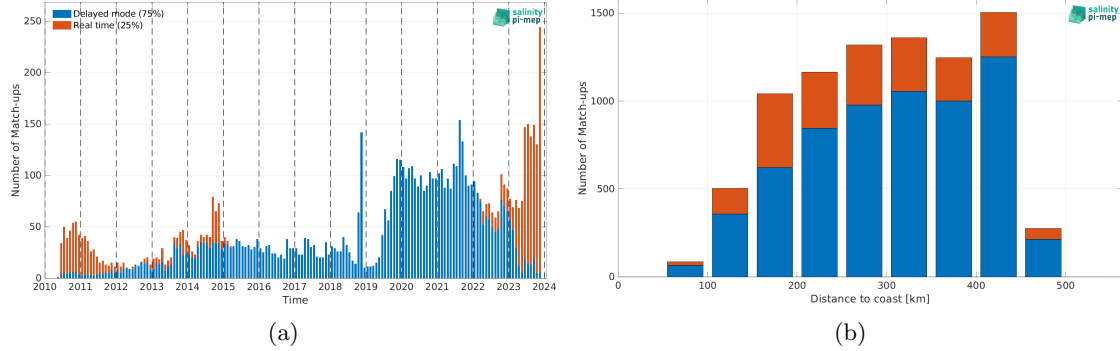 250
200
150
100
50
0
Number of Match-ups
Delayed mode (75%)
Real time (25%)
salinity
pi-mep
2010 2011 2012 2013 2014 2015 2016 2017 2018 2019 2020 2021 2022 2023 2024
Time
(a)
1500
1000
500
0
Number of Match-ups
salinity
pi-mep
0 100 200 300 400 500
Distance to coast [km]
(b)